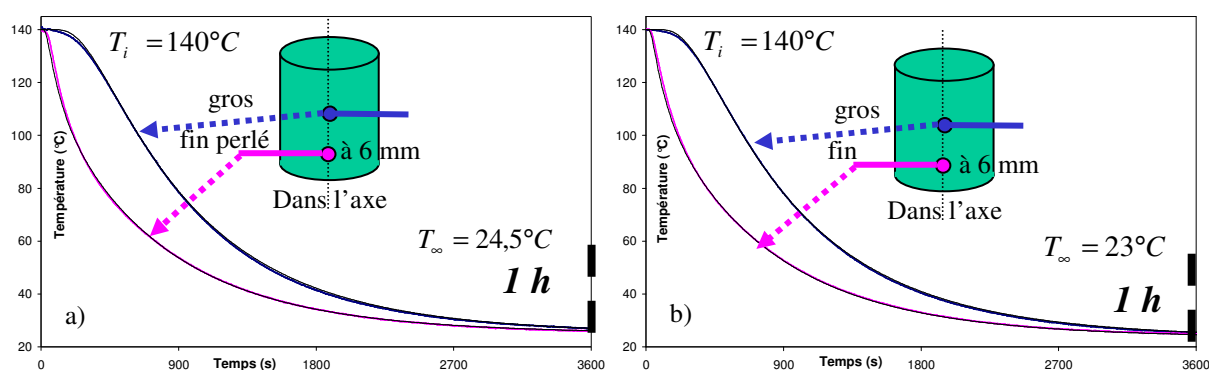 140
120
100
80
60
40
20
Température (°C)
T_i = 140°C
gros
fin perlé
à 6 mm
Dans l'axe
T_∞ = 24,5°C
1 h
a)
0
900
1800
2700
3600
Temps (s)
140
120
100
80
60
40
20
Température (°C)
T_i = 140°C
gros
fin
à 6 mm
Dans l'axe
T_∞ = 23°C
1 h
b)
0
900
1800
2700
3600
Temps (s)